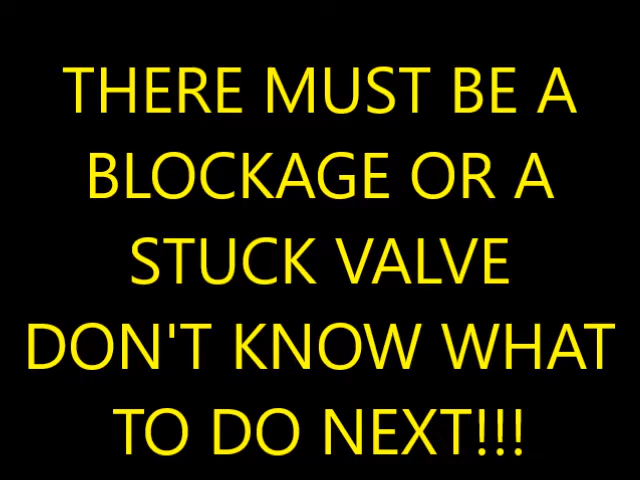 THERE MUST BE A
BLOCKAGE OR A
STUCK VALVE
DON'T KNOW WHAT
TO DO NEXT!!!